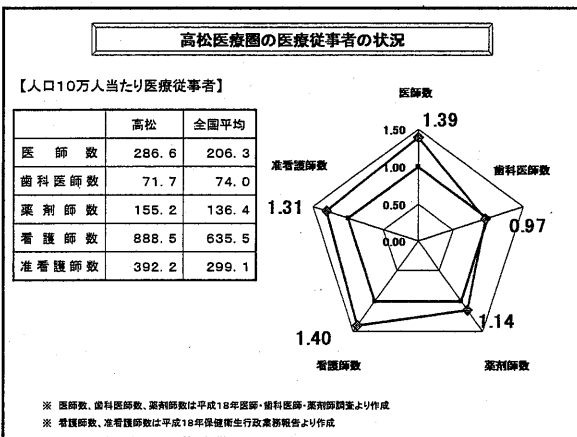 高松医療圏の医療従事者の状況
【人口10万人当たり医療従事者】
高松 全国平均
医師数 286.6 206.3
歯科医師数 71.7 74.0
薬剤師数 155.2 136.4
看護師数 888.5 635.5
准看護師数 392.2 299.1
医師数
1.50
1.39
准看護師数
1.00
歯科医師数
1.31
0.50
0.97
0.00
1.14
1.40
看護師数
薬剤師数
※ 医師数、歯科医師数、薬剤師数は平成18年医師・歯科医師・薬剤師調査より作成
※ 看護師数、准看護師数は平成18年保健衛生行政業務報告より作成